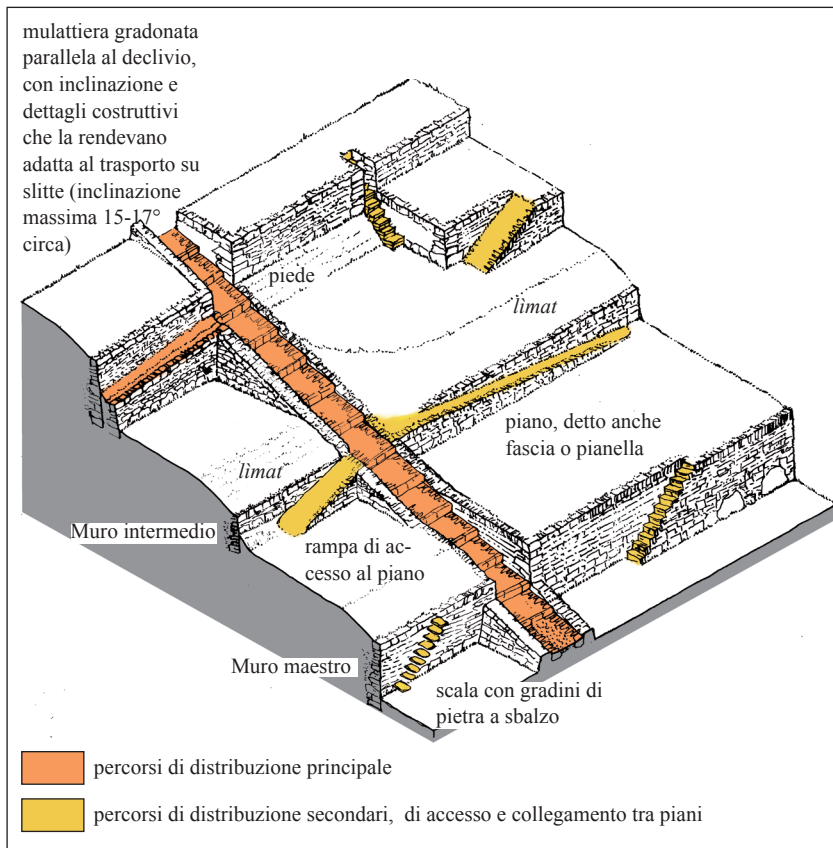 mulattiera gradonata
parallela al declivio,
con inclinazione e
dettagli costruttivi
che la rendevano
adatta al trasporto su
slitte (inclinazione
massima 15-17°
circa)
piede
limat
piano, detto anche
fascia o pianella
limat
Muro intermedio
rampa di ac-
cesso al piano
Muro maestro
scala con gradini di
pietra a sbalzo
percorsi di distribuzione principale
percorsi di distribuzione secondari, di accesso e collegamento tra piani